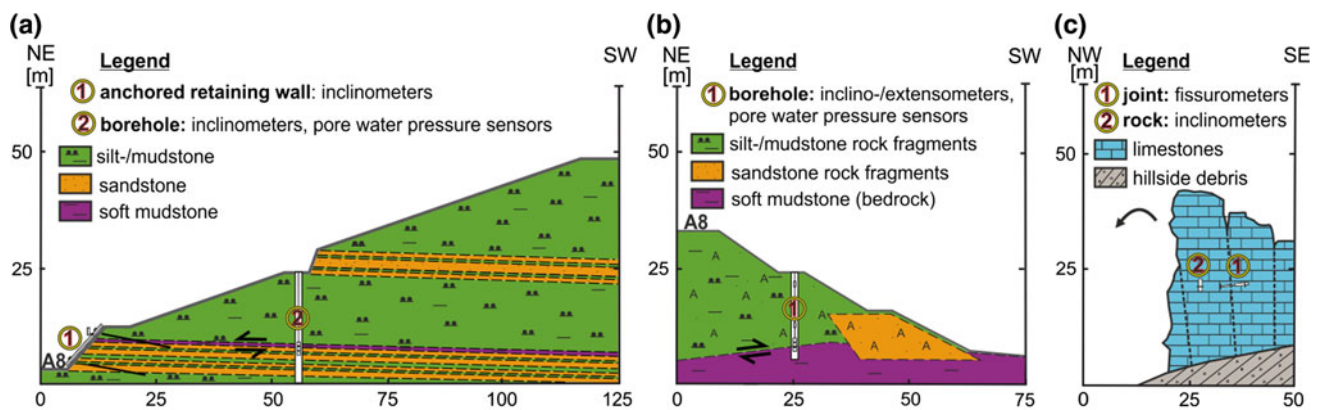 (a)
NE
SW
[m]
Legend
1 anchored retaining wall: inclinometers
2 borehole: inclinometers, pore water pressure sensors
50
silt-/mudstone
sandstone
soft mudstone
25
2
1
A8
0
0
25
50
75
100
125
(b)
NE
SW
[m]
Legend
1 borehole: inclino-/extensometers,
pore water pressure sensors
50
silt-/mudstone rock fragments
sandstone rock fragments
soft mudstone (bedrock)
A8
25
1
A A A A A A A A A A A
0
0
25
50
75
(c)
NW
SE
[m]
Legend
1 joint: fissurometers
2 rock: inclinometers
50
limestones
hillside debris
25
2 1
0
0
25
50